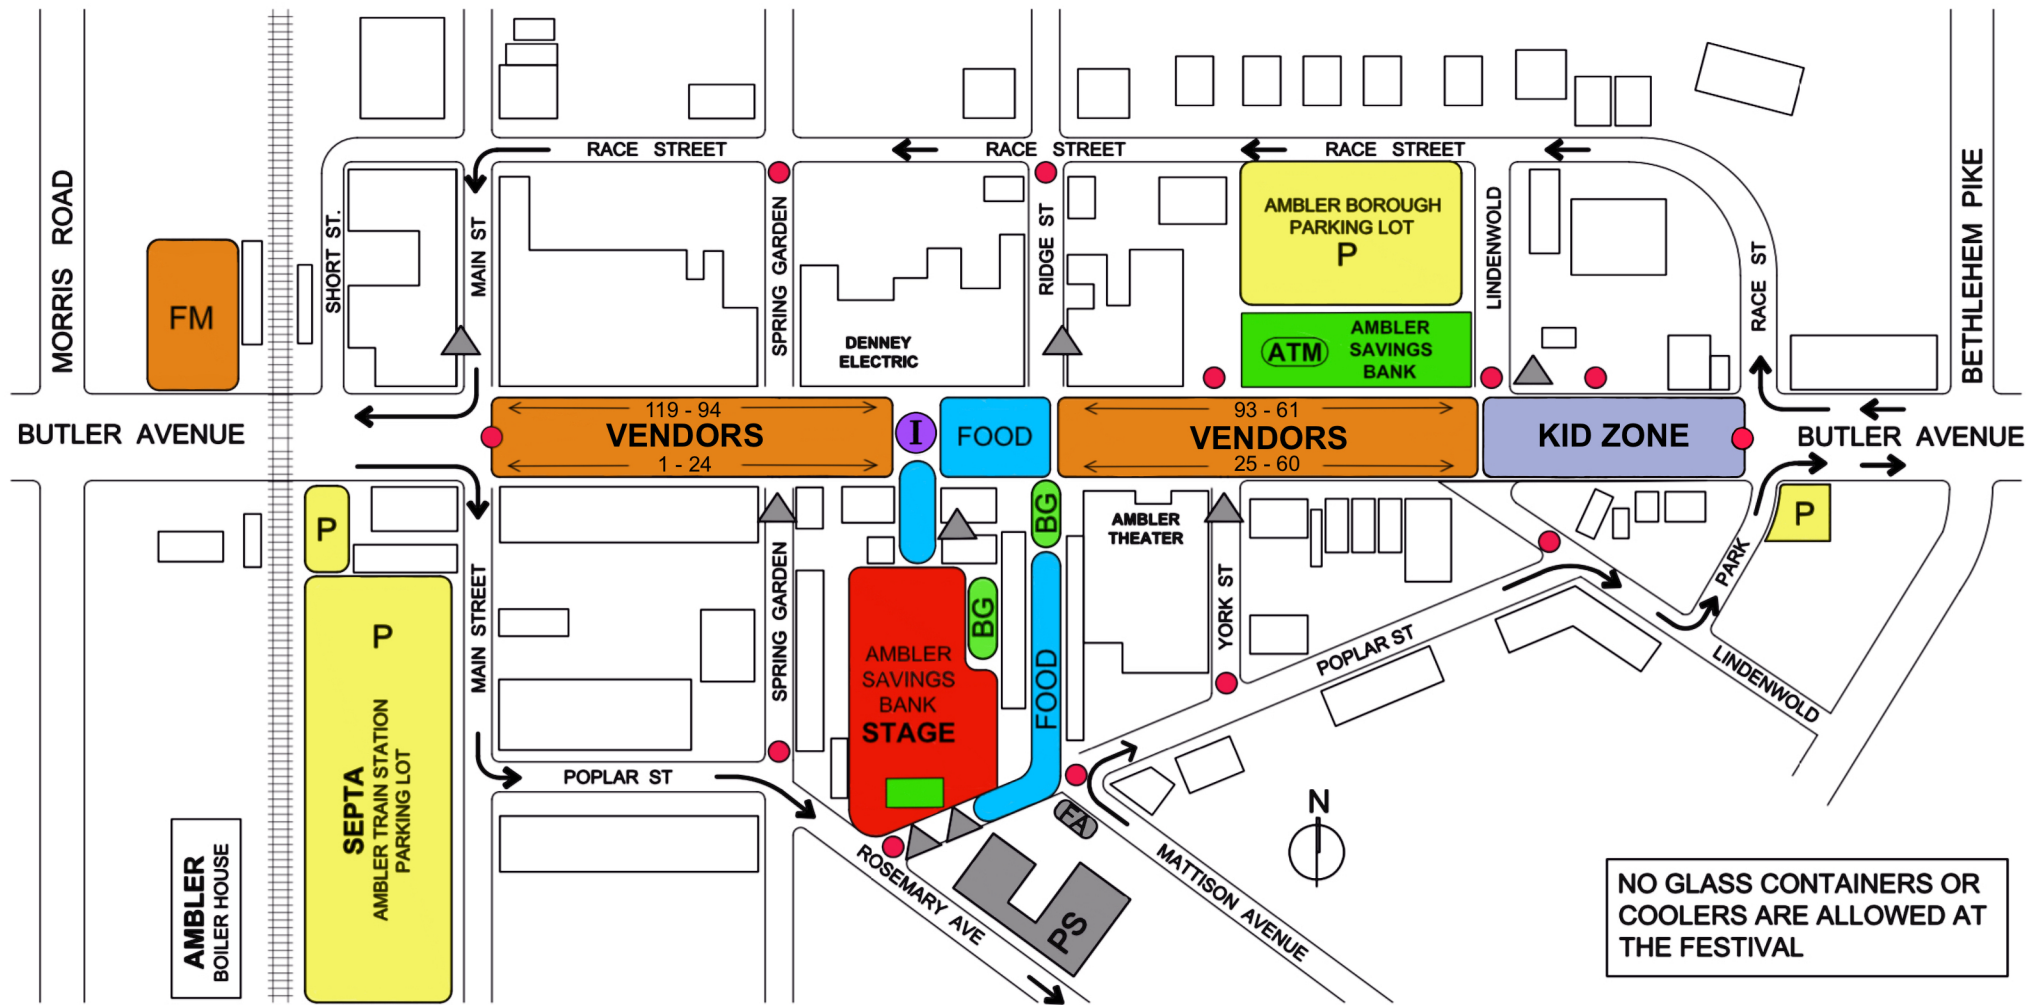 RACE STREET
RACE STREET
RACE STREET
MORRIS ROAD
SHORT ST.
MAIN ST
SPRING GARDEN
RIDGE ST
LINDENWOLD
RACE ST
BETHLEHEM PIKE
FM
AMBLER BOROUGH
PARKING LOT
P
DENNEY
ELECTRIC
ATM
AMBLER
SAVINGS
BANK
BUTLER AVENUE
119 - 94
VENDORS
1 - 24
I
FOOD
93 - 61
VENDORS
25 - 60
KID ZONE
BUTLER AVENUE
P
BG
AMBLER
THEATER
P
MAIN STREET
SPRING GARDEN
BG
YORK ST
PARK
P
AMBLER
SAVINGS
BANK
STAGE
FOOD
POPLAR ST
LINDENWOLD
SEPTA
AMBLER TRAIN STATION
PARKING LOT
POPLAR ST
AMBLER
BOILER HOUSE
ROSEMARY AVE
FA
PS
MATTISON AVENUE
N
NO GLASS CONTAINERS OR
COOLERS ARE ALLOWED AT
THE FESTIVAL